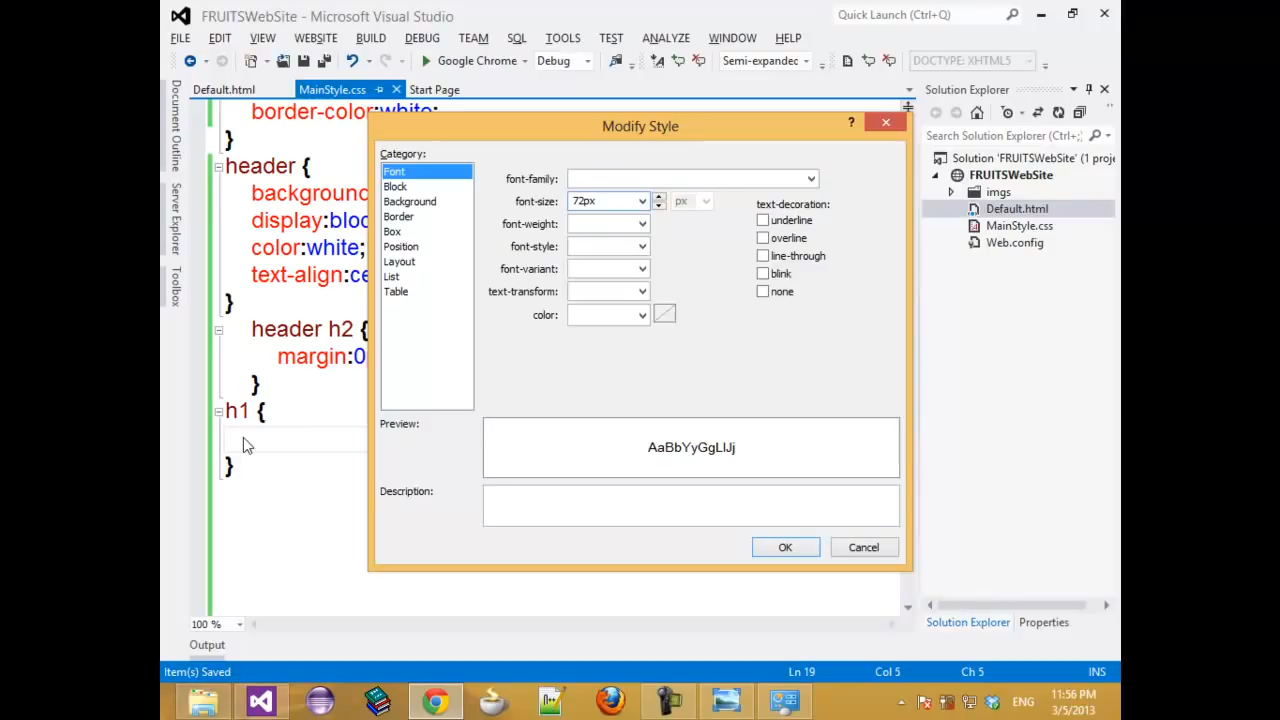 FRUITSWebSite - Microsoft Visual Studio
Quick Launch (Ctrl+Q)
FILE EDIT VIEW WEBSITE BUILD DEBUG TEAM SQL TOOLS TEST ANALYZE WINDOW HELP
Google Chrome Debug Semi-expanded DOCTYPE: XHTML5
Default.html MainStyle.css Start Page
Document Outline
Server Explorer
Toolbox
border-color:white;
}
header {
background
display:bloc
color:white;
text-align:ce
}
header h2 {
margin:0
}
h1 {
}
Modify Style
?
Category:
Font
Block
Background
Border
Box
Position
Layout
List
Table
font-family:
font-size: 72px px
font-weight:
font-style:
font-variant:
text-transform:
color:
text-decoration:
underline
overline
line-through
blink
none
Preview:
AaBbYyGgLlJj
Description:
OK Cancel
Solution Explorer
Search Solution Explorer (Ctrl+;)
Solution 'FRUITSWebSite' (1 proje
FRUITSWebSite
imgs
Default.html
MainStyle.css
Web.config
Solution Explorer Properties
100 %
Output
Item(s) Saved Ln 19 Col 5 Ch 5 INS
ENG
11:56 PM
3/5/2013